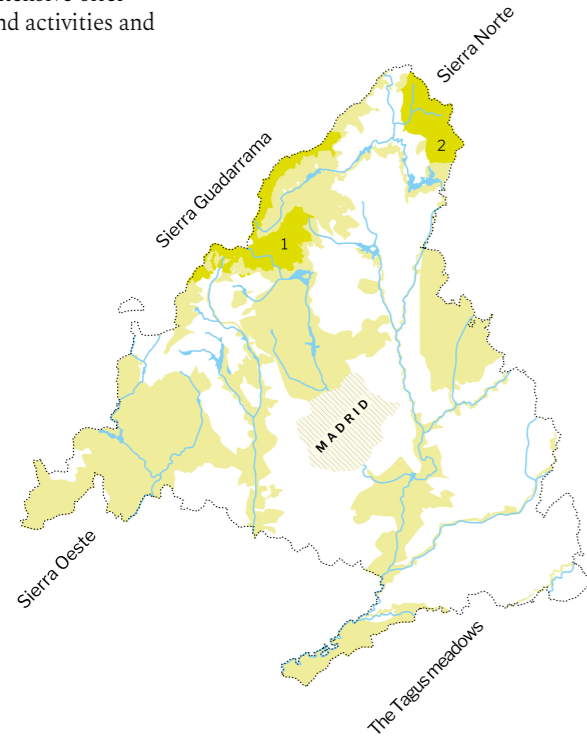 nd activities and
Sierra Norte
2
Sierra Guadarrama
1
MADRID
Sierra Oeste
The Tagus meadows